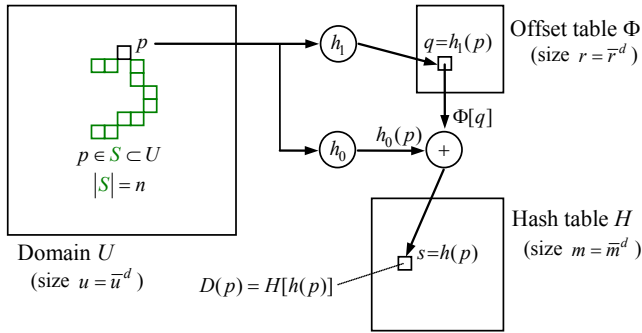 p
h₁
q=h₁(p)
Offset table Φ
(size r = r̅ᵈ)
Φ[q]
h₀
h₀(p)
+
p ∈ S ⊂ U
|S| = n
Domain U
(size u = u̅ᵈ)
Hash table H
(size m = m̅ᵈ)
s=h(p)
D(p) = H[h(p)]